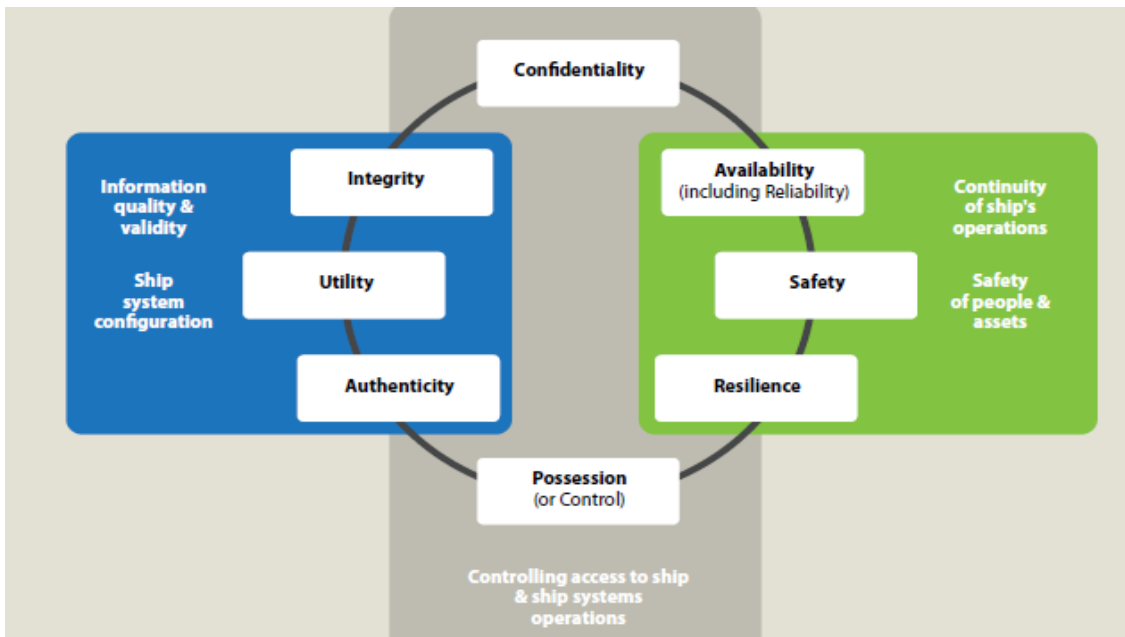 Confidentiality
Information
quality &
validity
Ship
system
configuration
Integrity
Utility
Authenticity
Availability
(including Reliability)
Safety
Resilience
Continuity
of ship's
operations
Safety
of people &
assets
Possession
(or Control)
Controlling access to ship
& ship systems
operations